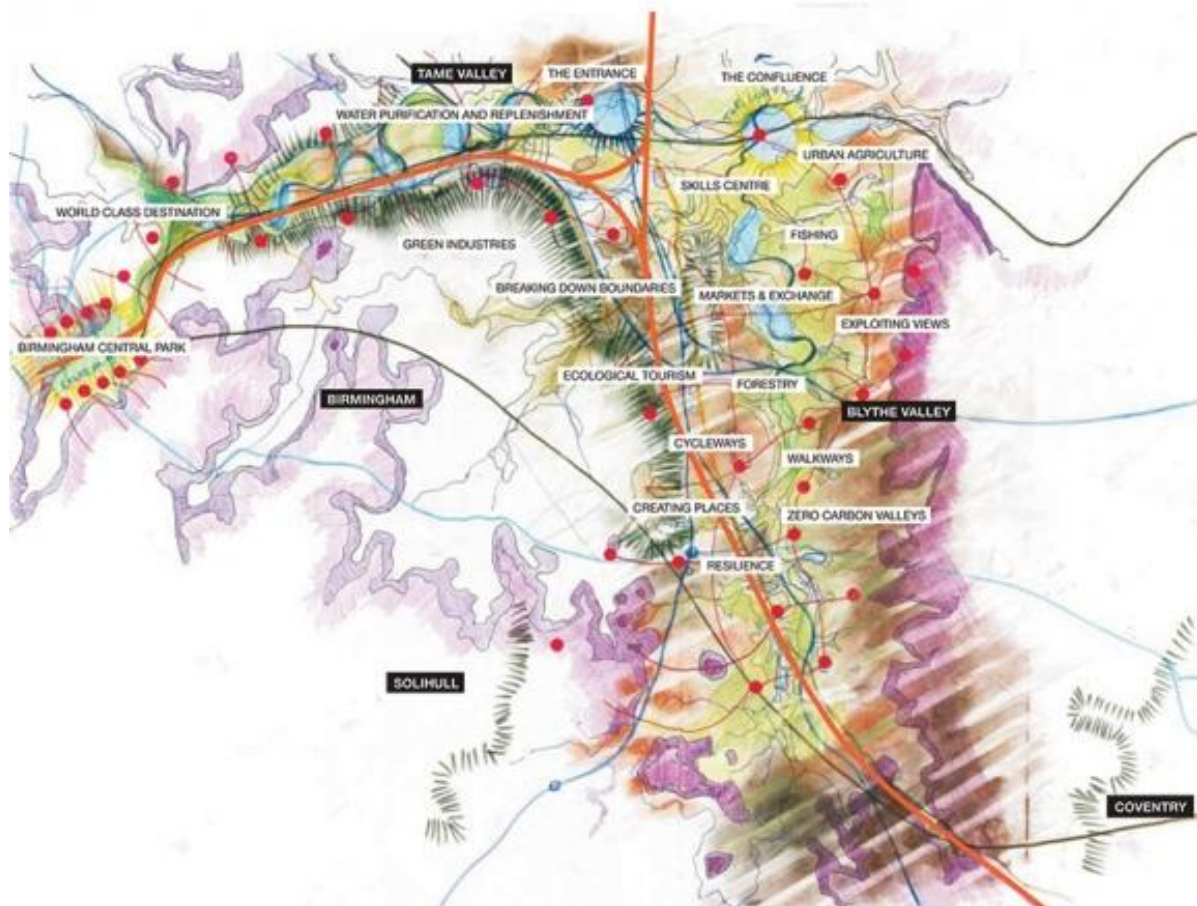 TAME VALLEY
THE ENTRANCE
THE CONFLUENCE
WATER PURIFICATION AND REPLENISHMENT
URBAN AGRICULTURE
SKILLS CENTRE
WORLD CLASS DESTINATION
FISHING
GREEN INDUSTRIES
BREAKING DOWN BOUNDARIES
MARKETS & EXCHANGE
EXPLOITING VIEWS
BIRMINGHAM CENTRAL PARK
ECOLOGICAL TOURISM
FORESTRY
BIRMINGHAM
BLYTHE VALLEY
CYCLEWAYS
WALKWAYS
CREATING PLACES
ZERO CARBON VALLEYS
RESILIENCE
SOLIHULL
COVENTRY